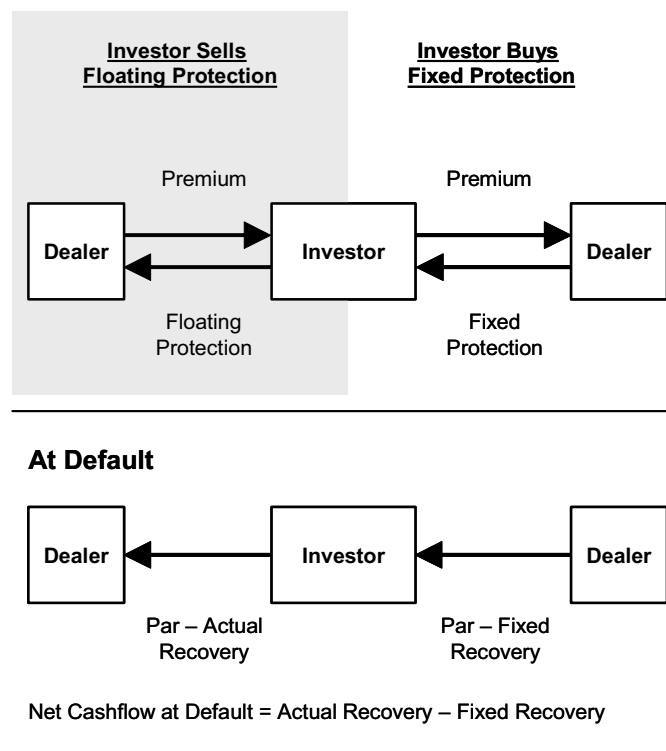 Investor Sells
Floating Protection
Investor Buys
Fixed Protection
Premium
Premium
Dealer
Investor
Dealer
Floating
Protection
Fixed
Protection
At Default
Dealer
Investor
Dealer
Par – Actual
Recovery
Par – Fixed
Recovery
Net Cashflow at Default = Actual Recovery – Fixed Recovery